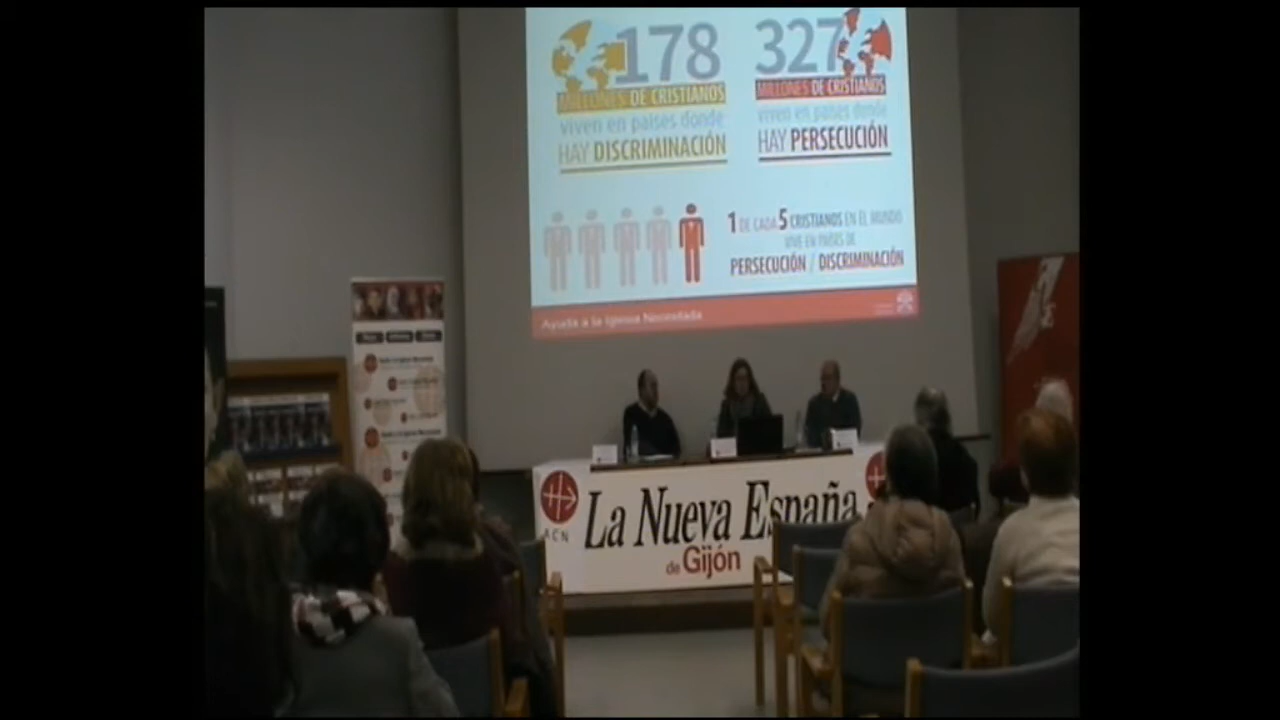 178
MILLONES DE CRISTIANOS
viven en países donde
HAY DISCRIMINACIÓN
327
MILLONES DE CRISTIANOS
viven en países donde
HAY PERSECUCIÓN
1 DE CADA 5 CRISTIANOS EN EL MUNDO
VIVE EN PAÍSES DE
PERSECUCIÓN / DISCRIMINACIÓN
Ayuda a la Iglesia Necesitada
ACN
La Nueva España
de Gijón